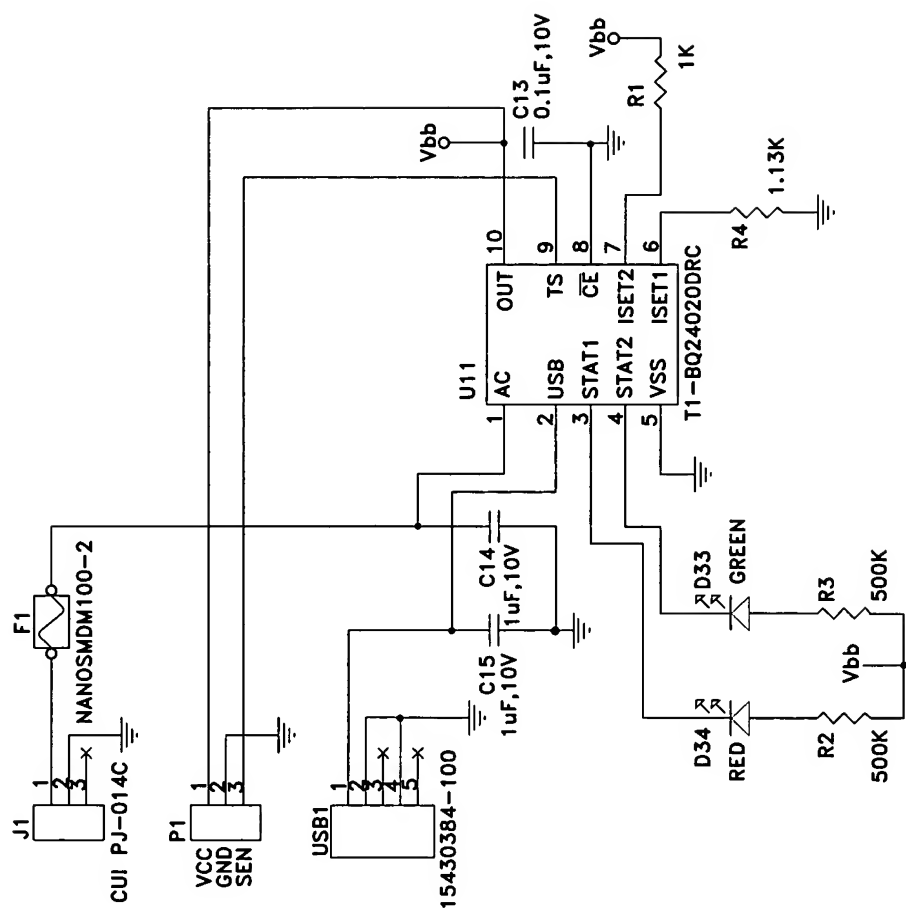 J1
1
2
3
CUI PJ-014C
F1
NANOSMDM100-2
P1
VCC
GND
SEN
1
2
3
USB1
1
2
3
4
5
15430384-100
C15
1uF,10V
C14
1uF,10V
U11
1
AC
2
USB
3
STAT1
4
STAT2
5
VSS
OUT
10
TS
9
CE
8
ISET2
7
ISET1
6
T1-BQ24020DRC
Vbb
C13
0.1uF,10V
Vbb
R1
1K
R4
1.13K
D34
RED
D33
GREEN
R2
500K
R3
500K
Vbb